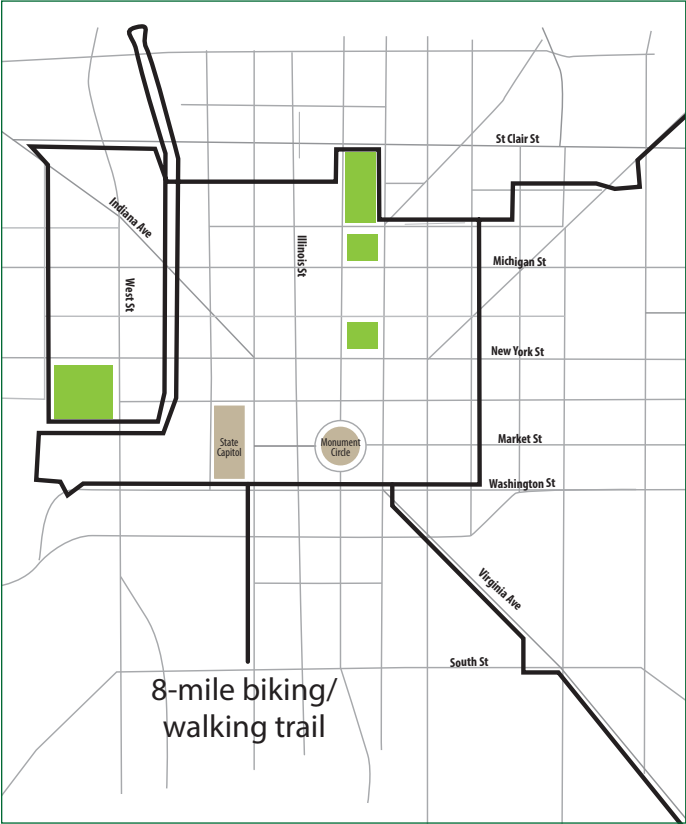 St Clair St
Indiana Ave
Illinois St
Michigan St
West St
New York St
State
Capitol
Monument
Circle
Market St
Washington St
Virginia Ave
South St
8-mile biking/
walking trail